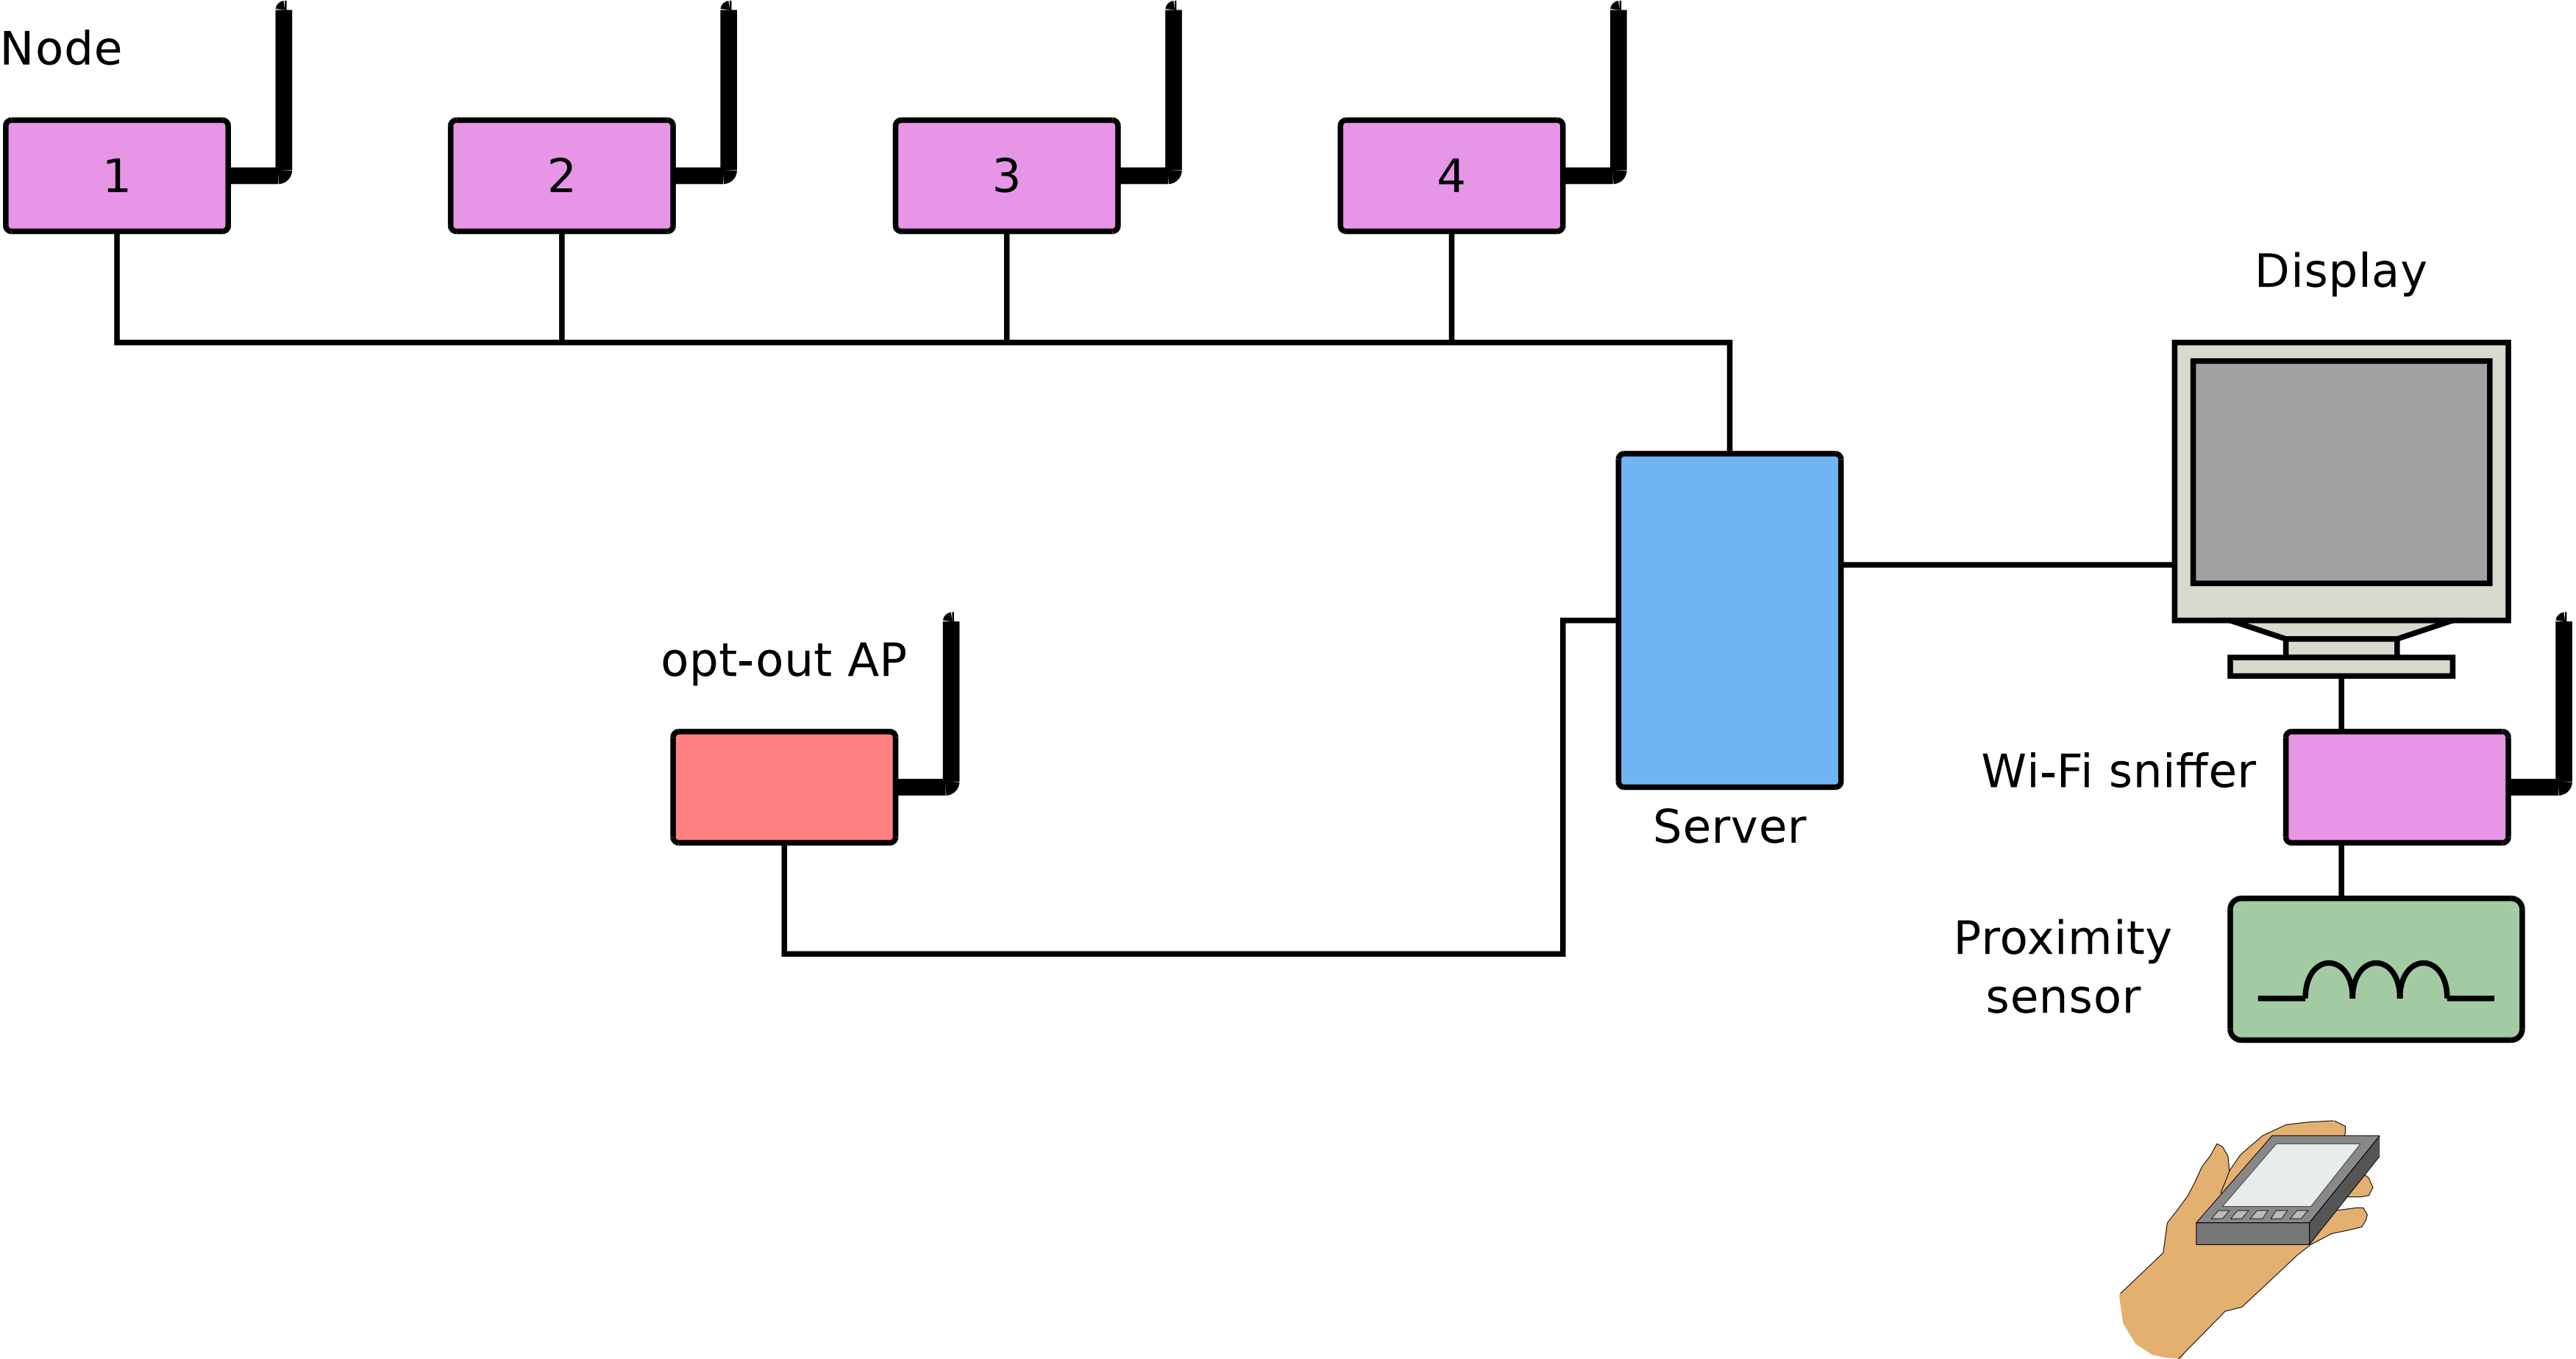 Node
1
2
3
4
Display
opt-out AP
Wi-Fi sniffer
Server
Proximity
sensor